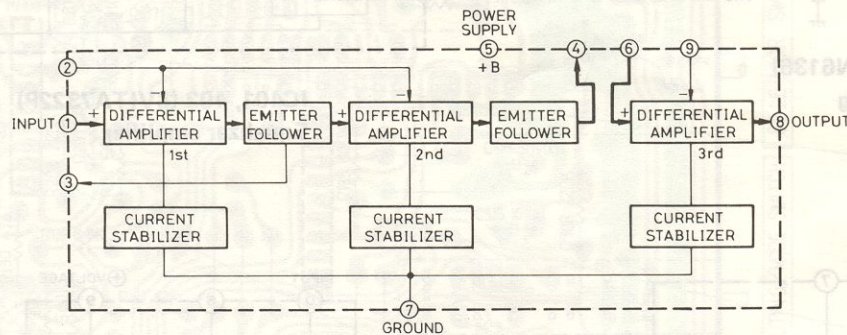 POWER
SUPPLY
5 4 6 9
+B
2
INPUT 1 + DIFFERENTIAL AMPLIFIER
EMITTER FOLLOWER
+ − DIFFERENTIAL AMPLIFIER
EMITTER FOLLOWER
+ − DIFFERENTIAL AMPLIFIER
8 OUTPUT
1st 2nd 3rd
3
CURRENT STABILIZER
CURRENT STABILIZER
CURRENT STABILIZER
7
GROUND